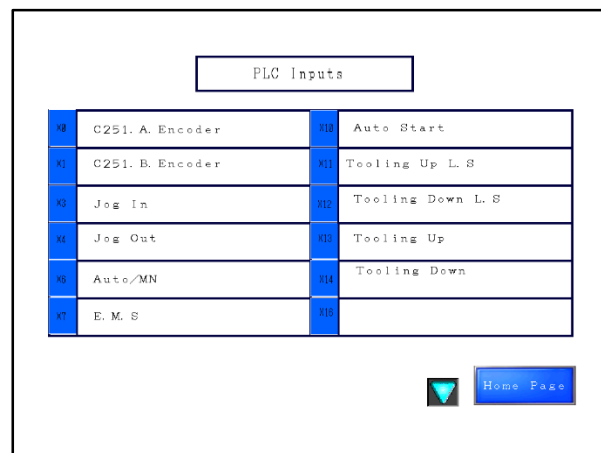 PLC Inputs
X0 C251.A.Encoder X10 Auto Start
X1 C251.B.Encoder X11 Tooling Up L.S
X3 Jog In X12 Tooling Down L.S
X4 Jog Out X13 Tooling Up
X6 Auto/MN X14 Tooling Down
X7 E.M.S
Home Page